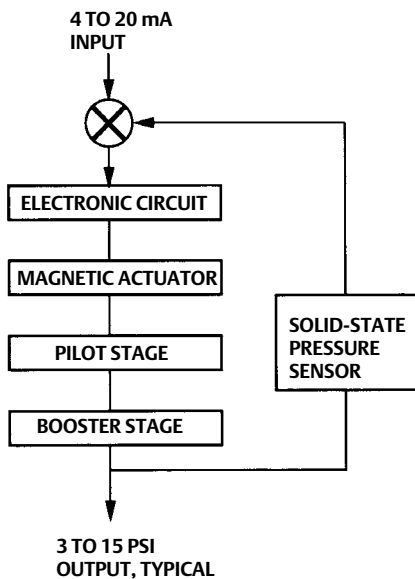 4 TO 20 mA
INPUT
ELECTRONIC CIRCUIT
MAGNETIC ACTUATOR
PILOT STAGE
BOOSTER STAGE
SOLID-STATE
PRESSURE
SENSOR
3 TO 15 PSI
OUTPUT, TYPICAL